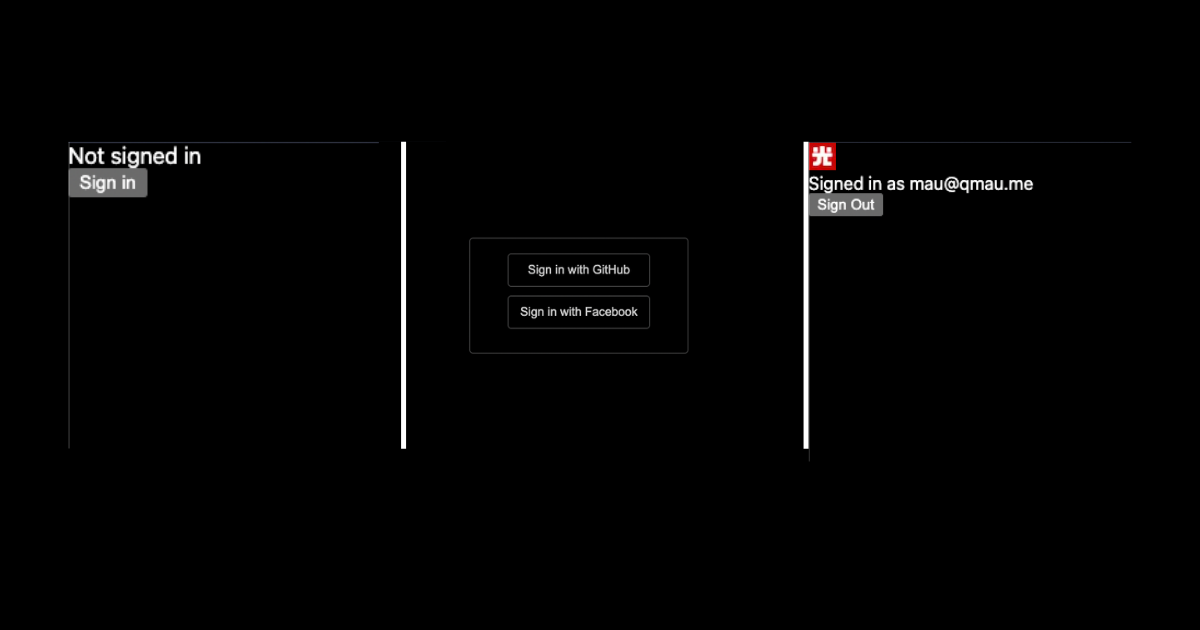 Not signed in
Sign in
Sign in with GitHub
Sign in with Facebook
光
Signed in as mau@qmau.me
Sign Out